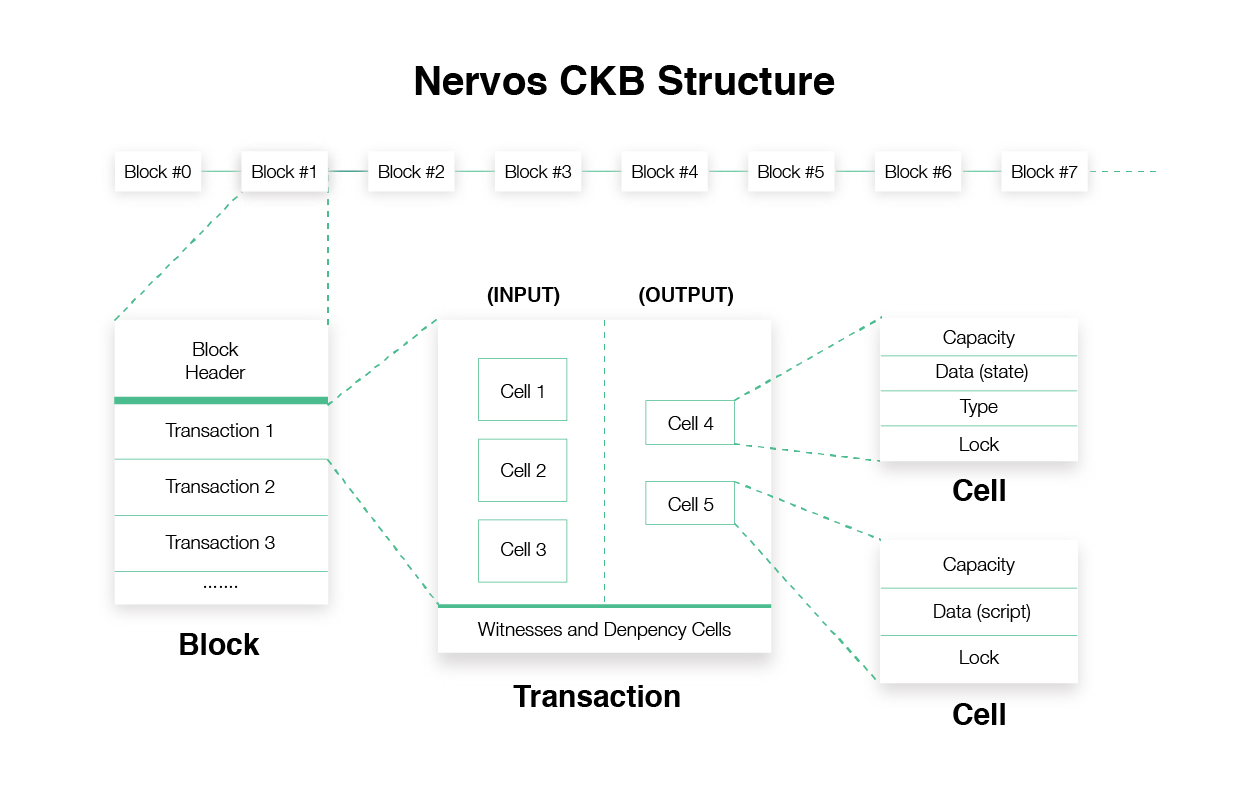 Nervos CKB Structure
Block #0
Block #1
Block #2
Block #3
Block #4
Block #5
Block #6
Block #7
Block
Header
Transaction 1
Transaction 2
Transaction 3
.......
Block
(INPUT)
(OUTPUT)
Cell 1
Cell 2
Cell 3
Cell 4
Cell 5
Witnesses and Denpency Cells
Transaction
Capacity
Data (state)
Type
Lock
Cell
Capacity
Data (script)
Lock
Cell